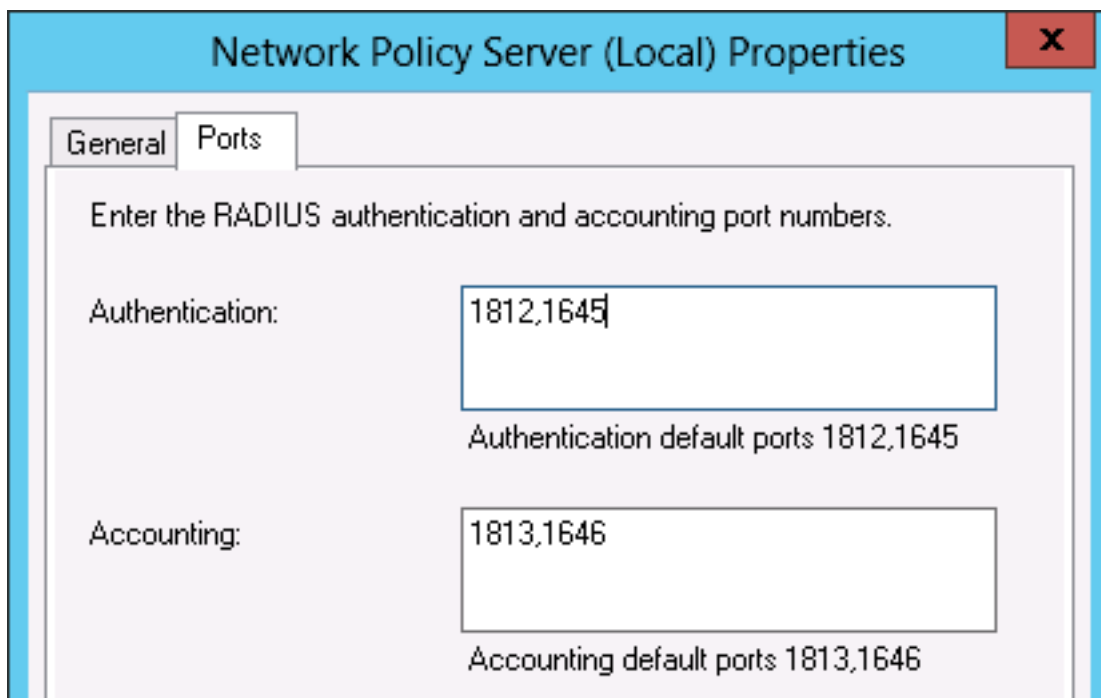 Network Policy Server (Local) Properties
x
General
Ports
Enter the RADIUS authentication and accounting port numbers.
Authentication:
1812,1645
Authentication default ports 1812,1645
Accounting:
1813,1646
Accounting default ports 1813,1646